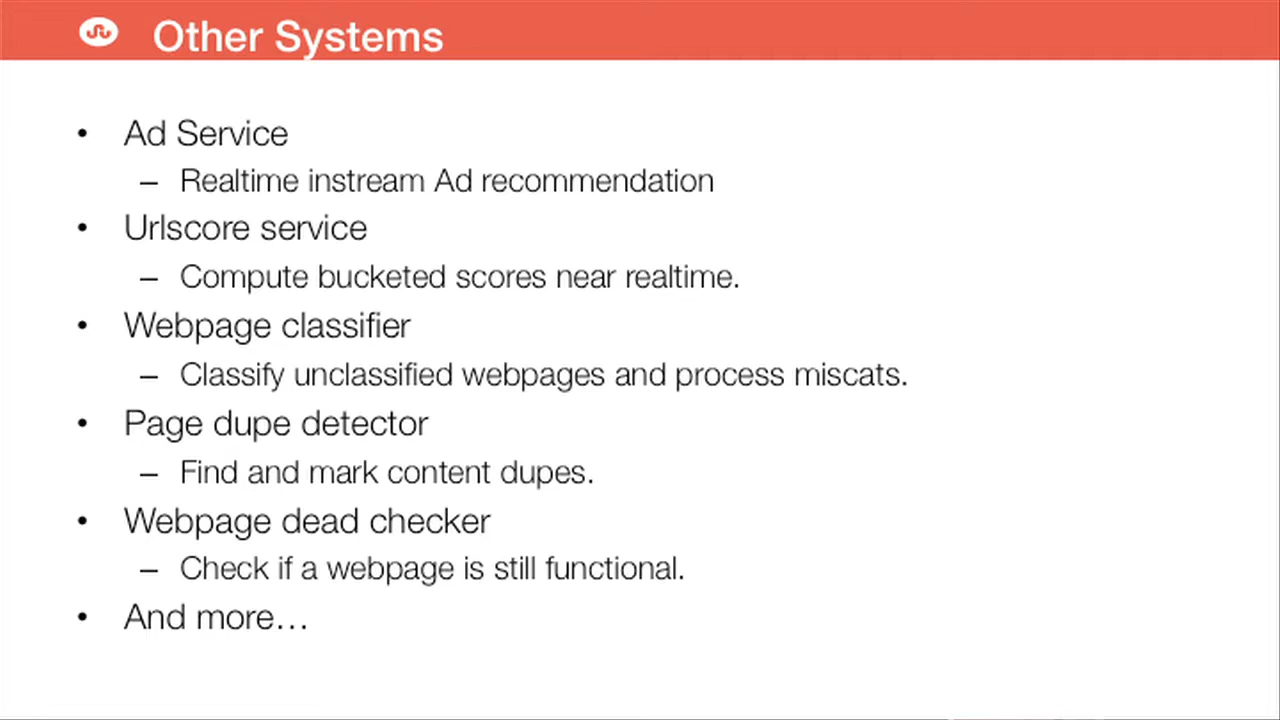 Other Systems
• Ad Service
– Realtime instream Ad recommendation
• Urlscore service
– Compute bucketed scores near realtime.
• Webpage classifier
– Classify unclassified webpages and process miscats.
• Page dupe detector
– Find and mark content dupes.
• Webpage dead checker
– Check if a webpage is still functional.
• And more…